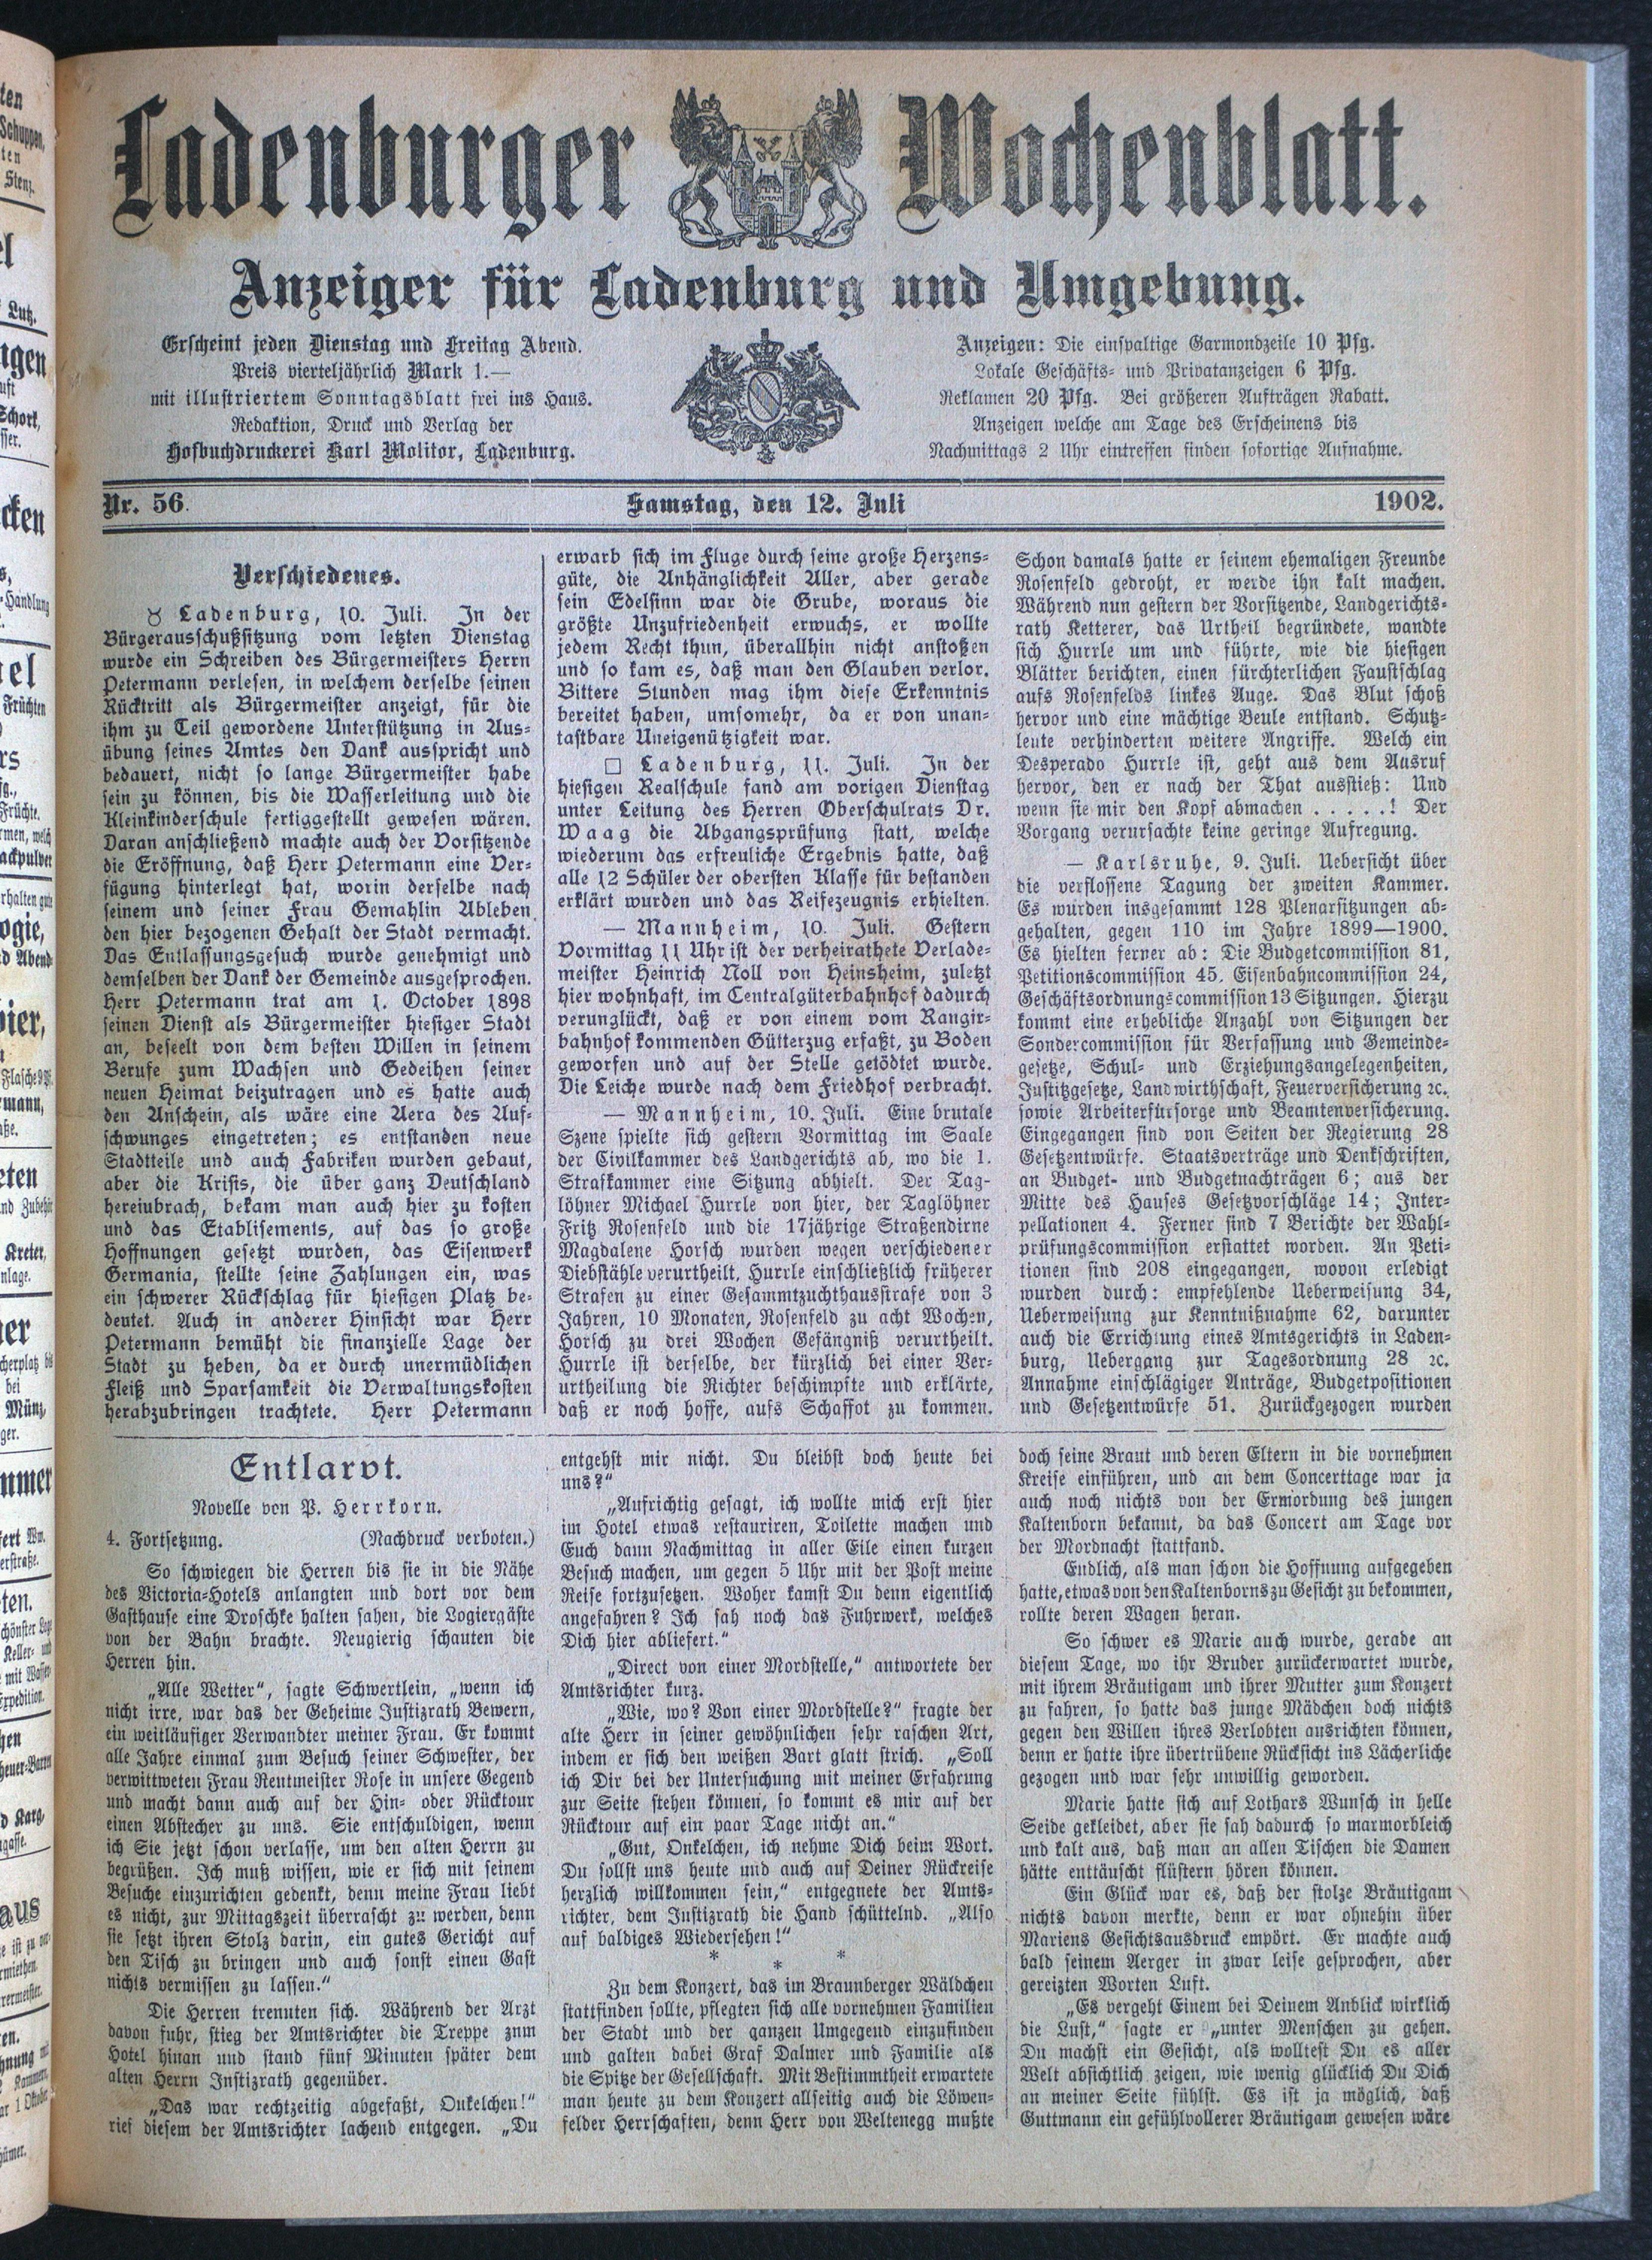 Ladenburger Wochenblatt.
Anzeiger für Ladenburg und Umgebung.
Erscheint jeden Dienstag und Freitag Abend.
Preis vierteljährlich Mark 1.—
mit illustriertem Sonntagsblatt frei ins Haus.
Redaktion, Druck und Verlag der
Hofbuchdruckerei Karl Molitor, Ladenburg.
Anzeigen: Die einspaltige Garmondzeile 10 Pfg.
Lokale Geschäfts- und Privatanzeigen 6 Pfg.
Reklamen 20 Pfg. Bei größeren Aufträgen Rabatt.
Anzeigen welche am Tage des Erscheinens bis
Nachmittags 2 Uhr eintreffen finden sofortige Aufnahme.
Nr. 56. Samstag, den 12. Juli 1902.
Verschiedenes.
♉ Ladenburg, 10. Juli. In der
Bürgerausschußsitzung vom letzten Dienstag
wurde ein Schreiben des Bürgermeisters Herrn
Petermann verlesen, in welchem derselbe seinen
Rücktritt als Bürgermeister anzeigt, für die
ihm zu Teil gewordene Unterstützung in Aus-
übung seines Amtes den Dank ausspricht und
bedauert, nicht so lange Bürgermeister habe
sein zu können, bis die Wasserleitung und die
Kleinkinderschule fertiggestellt gewesen wären.
Daran anschließend machte auch der Vorsitzende
die Eröffnung, daß Herr Petermann eine Ver-
fügung hinterlegt hat, worin derselbe nach
seinem und seiner Frau Gemahlin Ableben
den hier bezogenen Gehalt der Stadt vermacht.
Das Entlassungsgesuch wurde genehmigt und
demselben der Dank der Gemeinde ausgesprochen.
Herr Petermann trat am 1. October 1898
seinen Dienst als Bürgermeister hiesiger Stadt
an, beseelt von dem besten Willen in seinem
Berufe zum Wachsen und Gedeihen seiner
neuen Heimat beizutragen und es hatte auch
den Anschein, als wäre eine Aera des Auf-
schwunges eingetreten; es entstanden neue
Stadtteile und auch Fabriken wurden gebaut,
aber die Krisis, die über ganz Deutschland
hereiubrach, bekam man auch hier zu kosten
und das Etablisements, auf das so große
Hoffnungen gesetzt wurden, das Eisenwerk
Germania, stellte seine Zahlungen ein, was
ein schwerer Rückschlag für hiesigen Platz be-
deutet. Auch in anderer Hinsicht war Herr
Petermann bemüht die finanzielle Lage der
Stadt zu heben, da er durch unermüdlichen
Fleiß und Sparsamkeit die Verwaltungskosten
herabzubringen trachtete. Herr Petermann
erwarb sich im Fluge durch seine große Herzens-
güte, die Anhänglichkeit Aller, aber gerade
sein Edelsinn war die Grube, woraus die
größte Unzufriedenheit erwuchs, er wollte
jedem Recht thun, überallhin nicht anstoßen
und so kam es, daß man den Glauben verlor.
Bittere Stunden mag ihm diese Erkenntnis
bereitet haben, umsomehr, da er von unan-
tastbare Uneigenützigkeit war.
□ Ladenburg, 11. Juli. In der
hiesigen Realschule fand am vorigen Dienstag
unter Leitung des Herren Oberschulrats Dr.
Waag die Abgangsprüfung statt, welche
wiederum das erfreuliche Ergebnis hatte, daß
alle 12 Schüler der obersten Klasse für bestanden
erklärt wurden und das Reifezeugnis erhielten.
— Mannheim, 10. Juli. Gestern
Vormittag 11 Uhr ist der verheirathete Verlade-
meister Heinrich Noll von Heinsheim, zuletzt
hier wohnhaft, im Centralgüterbahnhof dadurch
verunglückt, daß er von einem vom Rangir-
bahnhof kommenden Gütterzug erfaßt, zu Boden
geworfen und auf der Stelle getödtet wurde.
Die Leiche wurde nach dem Friedhof verbracht.
— Mannheim, 10. Juli. Eine brutale
Szene spielte sich gestern Vormittag im Saale
der Civilkammer des Landgerichts ab, wo die 1.
Strafkammer eine Sitzung abhielt. Der Tag-
löhner Michael Hurrle von hier, der Taglöhner
Fritz Rosenfeld und die 17jährige Straßendirne
Magdalene Horsch wurden wegen verschiedener
Diebstähle verurtheilt, Hurrle einschließlich früherer
Strafen zu einer Gesammtzuchthausstrafe von 3
Jahren, 10 Monaten, Rosenfeld zu acht Wochen,
Horsch zu drei Wochen Gefängniß verurtheilt.
Hurrle ist derselbe, der kürzlich bei einer Ver-
urtheilung die Richter beschimpfte und erklärte,
daß er noch hoffe, aufs Schaffot zu kommen.
Schon damals hatte er seinem ehemaligen Freunde
Rosenfeld gedroht, er werde ihn kalt machen.
Während nun gestern der Vorsitzende, Landgerichts-
rath Ketterer, das Urtheil begründete, wandte
sich Hurrle um und führte, wie die hiesigen
Blätter berichten, einen fürchterlichen Faustschlag
aufs Rosenfelds linkes Auge. Das Blut schoß
hervor und eine mächtige Beule entstand. Schutz-
leute verhinderten weitere Angriffe. Welch ein
Desperado Hurrle ist, geht aus dem Ausruf
hervor, den er nach der That ausstieß: Und
wenn sie mir den Kopf abmachen . . . . .! Der
Vorgang verursachte keine geringe Aufregung.
— Karlsruhe, 9. Juli. Uebersicht über
die verflossene Tagung der zweiten Kammer.
Es wurden insgesammt 128 Plenarsitzungen ab-
gehalten, gegen 110 im Jahre 1899—1900.
Es hielten ferner ab: Die Budgetcommission 81,
Petitionscommission 45. Eisenbahncommission 24,
Geschäftsordnungscommission 13 Sitzungen. Hierzu
kommt eine erhebliche Anzahl von Sitzungen der
Sondercommission für Verfassung und Gemeinde-
gesetze, Schul- und Erziehungsangelegenheiten,
Justitzgesetze, Landwirthschaft, Feuerversicherung ꝛc.
sowie Arbeiterfürsorge und Beamtenversicherung.
Eingegangen sind von Seiten der Regierung 28
Gesetzentwürfe. Staatsverträge und Denkschriften,
an Budget- und Budgetnachträgen 6; aus der
Mitte des Hauses Gesetzvorschläge 14; Inter-
pellationen 4. Ferner sind 7 Berichte der Wahl-
prüfungscommission erstattet worden. An Peti-
tionen sind 208 eingegangen, wovon erledigt
wurden durch: empfehlende Ueberweisung 34,
Ueberweisung zur Kenntnißnahme 62, darunter
auch die Errichtung eines Amtsgerichts in Laden-
burg, Uebergang zur Tagesordnung 28 ꝛc.
Annahme einschlägiger Anträge, Budgetpositionen
und Gesetzentwürfe 51. Zurückgezogen wurden
Entlarvt.
Novelle von P. Herrkorn.
4. Fortsetzung. (Nachdruck verboten.)
So schwiegen die Herren bis sie in die Nähe
des Victoria-Hotels anlangten und dort vor dem
Gasthause eine Droschke halten sahen, die Logiergäste
von der Bahn brachte. Neugierig schauten die
Herren hin.
„Alle Wetter“, sagte Schwertlein, „wenn ich
nicht irre, war das der Geheime Justizrath Bewern,
ein weitläufiger Verwandter meiner Frau. Er kommt
alle Jahre einmal zum Besuch seiner Schwester, der
verwittweten Frau Rentmeister Rose in unsere Gegend
und macht dann auch auf der Hin- oder Rücktour
einen Abstecher zu uns. Sie entschuldigen, wenn
ich Sie jetzt schon verlasse, um den alten Herrn zu
begrüßen. Ich muß wissen, wie er sich mit seinem
Besuche einzurichten gedenkt, denn meine Frau liebt
es nicht, zur Mittagszeit überrascht zu werden, denn
sie setzt ihren Stolz darin, ein gutes Gericht auf
den Tisch zu bringen und auch sonst einen Gast
nichts vermissen zu lassen.“
Die Herren trennten sich. Während der Arzt
davon fuhr, stieg der Amtsrichter die Treppe znm
Hotel hinan und stand fünf Minuten später dem
alten Herrn Justizrath gegenüber.
„Das war rechtzeitig abgefaßt, Onkelchen!“
rief diesem der Amtsrichter lachend entgegen. „Du
entgehst mir nicht. Du bleibst doch heute bei
uns?“
„Aufrichtig gesagt, ich wollte mich erst hier
im Hotel etwas restauriren, Toilette machen und
Euch dann Nachmittag in aller Eile einen kurzen
Besuch machen, um gegen 5 Uhr mit der Post meine
Reise fortzusetzen. Woher kamst Du denn eigentlich
angefahren? Ich sah noch das Fuhrwerk, welches
Dich hier abliefert.“
„Direct von einer Mordstelle,“ antwortete der
Amtsrichter kurz.
„Wie, wo? Von einer Mordstelle?“ fragte der
alte Herr in seiner gewöhnlichen sehr raschen Art,
indem er sich den weißen Bart glatt strich. „Soll
ich Dir bei der Untersuchung mit meiner Erfahrung
zur Seite stehen können, so kommt es mir auf der
Rücktour auf ein paar Tage nicht an.“
„Gut, Onkelchen, ich nehme Dich beim Wort.
Du sollst uns heute und auch auf Deiner Rückreise
herzlich willkommen sein,“ entgegnete der Amts-
richter, dem Justizrath die Hand schüttelnd. „Also
auf baldiges Wiedersehen!“
* * *
Zu dem Konzert, das im Braunberger Wäldchen
stattfinden sollte, pflegten sich alle vornehmen Familien
der Stadt und der ganzen Umgegend einzufinden
und galten dabei Graf Dalmer und Familie als
die Spitze der Gesellschaft. Mit Bestimmtheit erwartete
man heute zu dem Konzert allseitig auch die Löwen-
felder Herrschaften, denn Herr von Weltenegg mußte
doch seine Braut und deren Eltern in die vornehmen
Kreise einführen, und an dem Concerttage war ja
auch noch nichts von der Ermordung des jungen
Kaltenborn bekannt, da das Concert am Tage vor
der Mordnacht stattfand.
Endlich, als man schon die Hoffnung aufgegeben
hatte, etwas von den Kaltenborns zu Gesicht zu bekommen,
rollte deren Wagen heran.
So schwer es Marie auch wurde, gerade an
diesem Tage, wo ihr Bruder zurückerwartet wurde,
mit ihrem Bräutigam und ihrer Mutter zum Konzert
zu fahren, so hatte das junge Mädchen doch nichts
gegen den Willen ihres Verlobten ausrichten können,
denn er hatte ihre übertrübene Rücksicht ins Lächerliche
gezogen und war sehr unwillig geworden.
Marie hatte sich auf Lothars Wunsch in helle
Seide gekleidet, aber sie sah dadurch so marmorbleich
und kalt aus, daß man an allen Tischen die Damen
hätte enttäuscht flüstern hören können.
Ein Glück war es, daß der stolze Bräutigam
nichts davon merkte, denn er war ohnehin über
Mariens Gesichtsausdruck empört. Er machte auch
bald seinem Aerger in zwar leise gesprochen, aber
gereizten Worten Luft.
„Es vergeht Einem bei Deinem Anblick wirklich
die Lust,“ sagte er „unter Menschen zu gehen.
Du machst ein Gesicht, als wolltest Du es aller
Welt absichtlich zeigen, wie wenig glücklich Du Dich
an meiner Seite fühlst. Es ist ja möglich, daß
Guttmann ein gefühlvollerer Bräutigam gewesen wäre